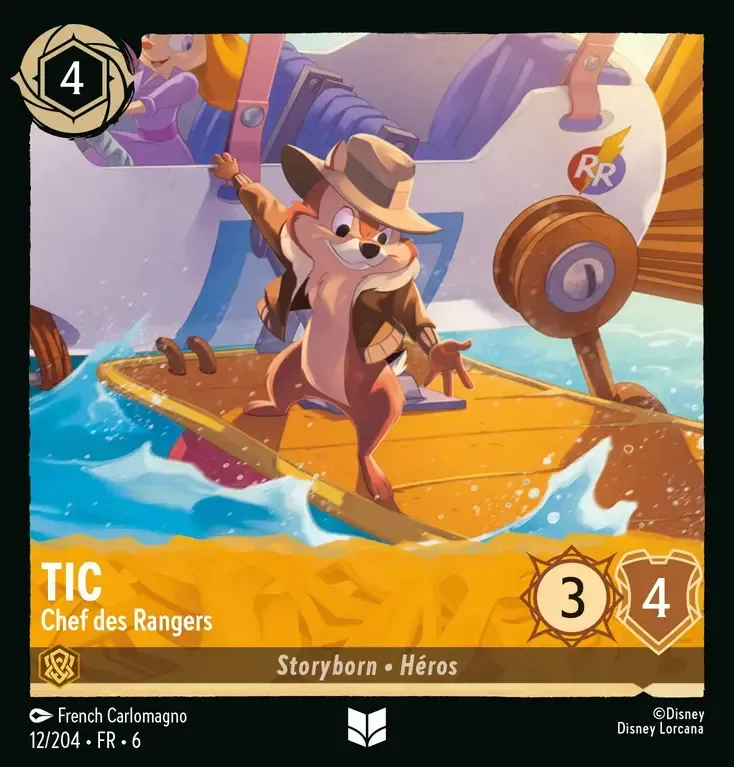 4
RR
TIC
Chef des Rangers
3
4
Storyborn • Héros
French Carlomagno
©Disney
12/204 • FR • 6
Disney Lorcana